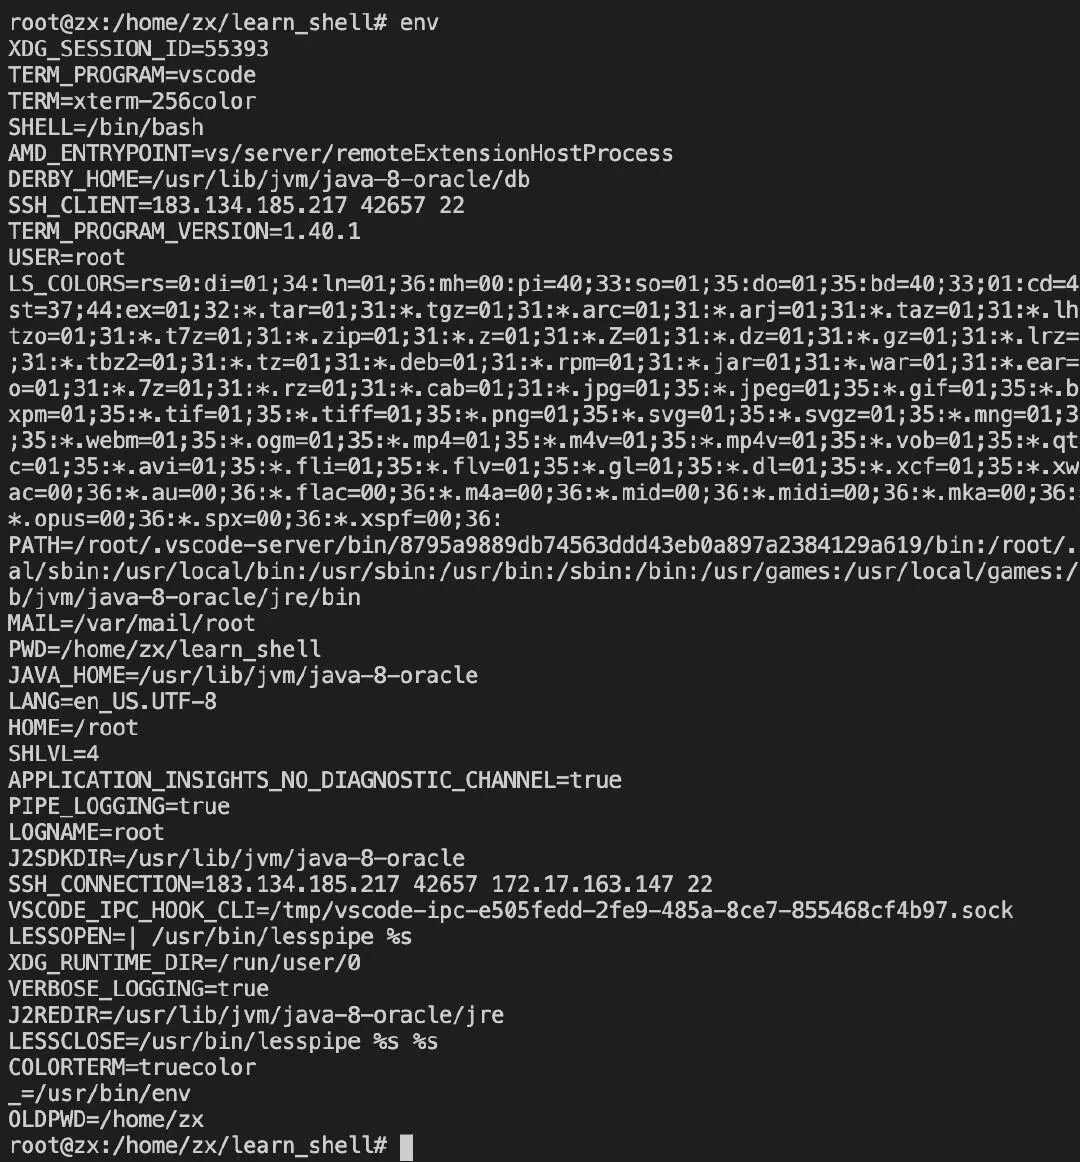 root@zx:/home/zx/learn_shell# env
XDG_SESSION_ID=55393
TERM_PROGRAM=vscode
TERM=xterm-256color
SHELL=/bin/bash
AMD_ENTRYPOINT=vs/server/remoteExtensionHostProcess
DERBY_HOME=/usr/lib/jvm/java-8-oracle/db
SSH_CLIENT=183.134.185.217 42657 22
TERM_PROGRAM_VERSION=1.40.1
USER=root
LS_COLORS=rs=0:di=01;34:ln=01;36:mh=00:pi=40;33:so=01;35:do=01;35:bd=40;33;01:cd=4
st=37;44:ex=01;32:*.tar=01;31:*.tgz=01;31:*.arc=01;31:*.arj=01;31:*.taz=01;31:*.lh
tzo=01;31:*.t7z=01;31:*.zip=01;31:*.z=01;31:*.Z=01;31:*.dz=01;31:*.gz=01;31:*.lrz=
;31:*.tbz2=01;31:*.tz=01;31:*.deb=01;31:*.rpm=01;31:*.jar=01;31:*.war=01;31:*.ear=
o=01;31:*.7z=01;31:*.rz=01;31:*.cab=01;31:*.jpg=01;35:*.jpeg=01;35:*.gif=01;35:*.b
xpm=01;35:*.tif=01;35:*.tiff=01;35:*.png=01;35:*.svg=01;35:*.svgz=01;35:*.mng=01;3
;35:*.webm=01;35:*.ogm=01;35:*.mp4=01;35:*.m4v=01;35:*.mp4v=01;35:*.vob=01;35:*.qt
c=01;35:*.avi=01;35:*.fli=01;35:*.flv=01;35:*.gl=01;35:*.dl=01;35:*.xcf=01;35:*.xw
ac=00;36:*.au=00;36:*.flac=00;36:*.m4a=00;36:*.mid=00;36:*.midi=00;36:*.mka=00;36:
*.opus=00;36:*.spx=00;36:*.xspf=00;36:
PATH=/root/.vscode-server/bin/8795a9889db74563ddd43eb0a897a2384129a619/bin:/root/.
al/sbin:/usr/local/bin:/usr/sbin:/usr/bin:/sbin:/bin:/usr/games:/usr/local/games:/
b/jvm/java-8-oracle/jre/bin
MAIL=/var/mail/root
PWD=/home/zx/learn_shell
JAVA_HOME=/usr/lib/jvm/java-8-oracle
LANG=en_US.UTF-8
HOME=/root
SHLVL=4
APPLICATION_INSIGHTS_NO_DIAGNOSTIC_CHANNEL=true
PIPE_LOGGING=true
LOGNAME=root
J2SDKDIR=/usr/lib/jvm/java-8-oracle
SSH_CONNECTION=183.134.185.217 42657 172.17.163.147 22
VSCODE_IPC_HOOK_CLI=/tmp/vscode-ipc-e505fedd-2fe9-485a-8ce7-855468cf4b97.sock
LESSOPEN=| /usr/bin/lesspipe %s
XDG_RUNTIME_DIR=/run/user/0
VERBOSE_LOGGING=true
J2REDIR=/usr/lib/jvm/java-8-oracle/jre
LESSCLOSE=/usr/bin/lesspipe %s %s
COLORTERM=truecolor
_=/usr/bin/env
OLDPWD=/home/zx
root@zx:/home/zx/learn_shell#